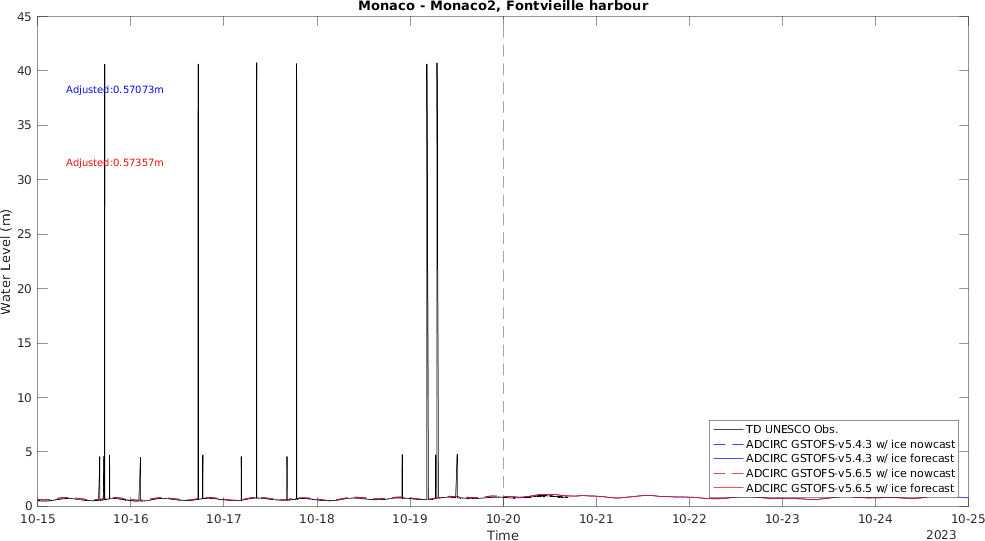 Monaco - Monaco2, Fontvieille harbour
45
40
35
30
25
20
15
10
5
0
Water Level (m)
Adjusted:0.57073m
Adjusted:0.57357m
TD UNESCO Obs.
ADCIRC GSTOFS-v5.4.3 w/ ice nowcast
ADCIRC GSTOFS-v5.4.3 w/ ice forecast
ADCIRC GSTOFS-v5.6.5 w/ ice nowcast
ADCIRC GSTOFS-v5.6.5 w/ ice forecast
10-15 10-16 10-17 10-18 10-19 10-20 10-21 10-22 10-23 10-24 10-25
Time
2023